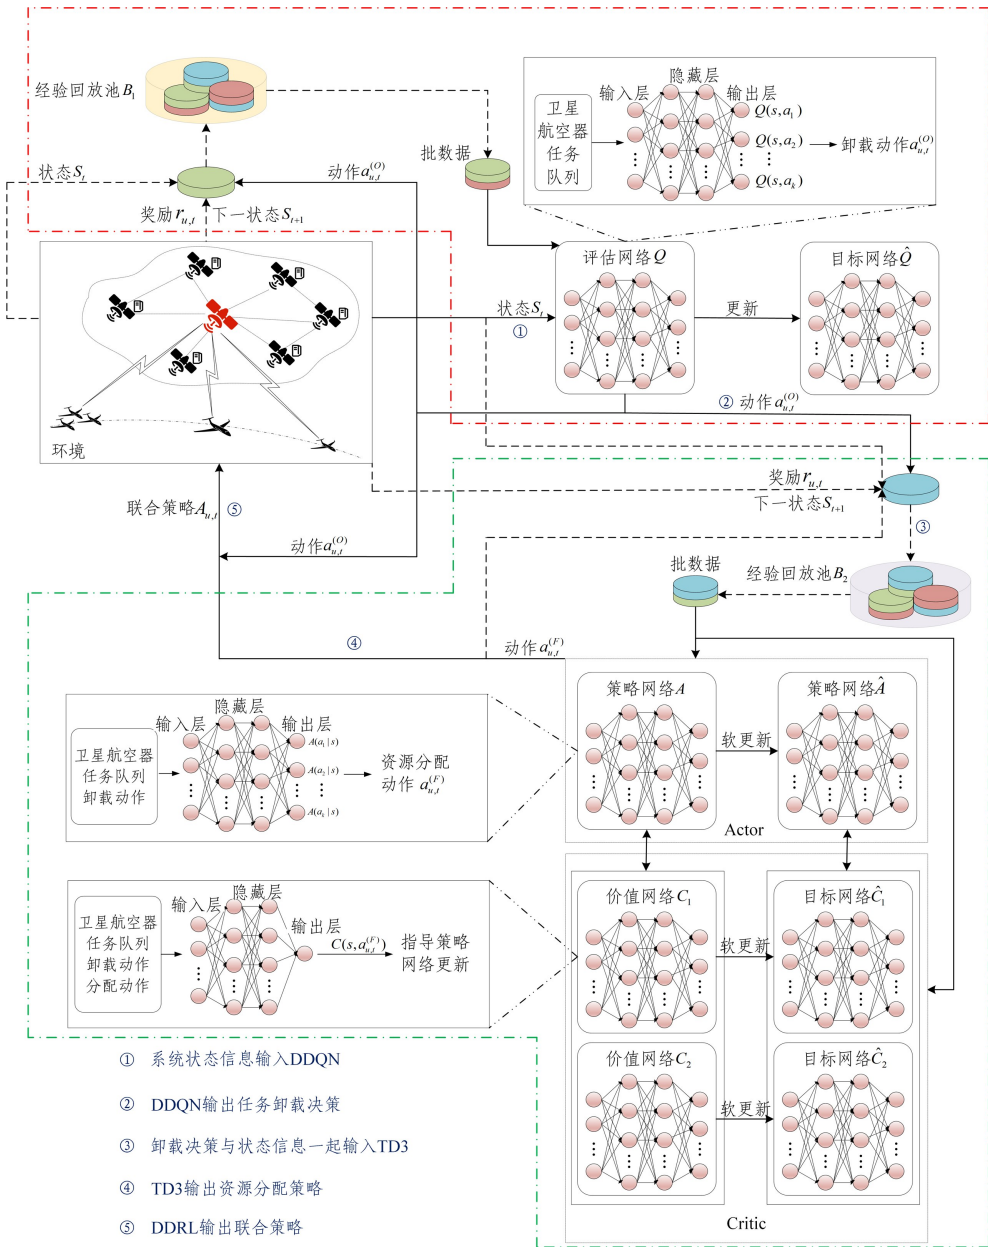 经验回放池B₁
状态Sₜ
动作a_{u,t}^{(O)}
奖励r_{u,t}
下一状态S_{t+1}
批数据
卫星
航空器
任务
队列
输入层
隐藏层
输出层
Q(s,a₁)
Q(s,a₂)
Q(s,a_k)
卸载动作a_{u,t}^{(O)}
评估网络Q
目标网络Q̂
状态Sₜ
①
更新
② 动作a_{u,t}^{(O)}
环境
联合策略A_{u,t}
⑤
动作a_{u,t}^{(O)}
奖励r_{u,t}
下一状态S_{t+1}
③
批数据
经验回放池B₂
④
动作a_{u,t}^{(F)}
卫星航空器
任务队列
卸载动作
输入层
隐藏层
输出层
A(a₁|s)
A(a₂|s)
A(a_k|s)
资源分配
动作 a_{u,t}^{(F)}
策略网络A
软更新
策略网络Â
Actor
卫星航空器
任务队列
卸载动作
分配动作
输入层
隐藏层
输出层
C(s,a_{u,t}^{(F)})
指导策略
网络更新
价值网络C₁
软更新
目标网络Ĉ₁
价值网络C₂
软更新
目标网络Ĉ₂
Critic
① 系统状态信息输入DDQN
② DDQN输出任务卸载决策
③ 卸载决策与状态信息一起输入TD3
④ TD3输出资源分配策略
⑤ DDRL输出联合策略